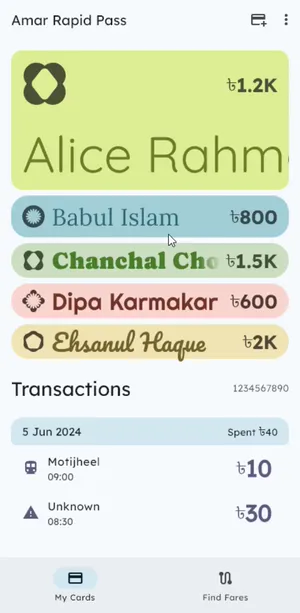 Amar Rapid Pass
৳1.2K
Alice Rahm
Babul Islam ৳800
Chanchal Cho ৳1.5K
Dipa Karmakar ৳600
Ehsanul Haque ৳2K
Transactions 1234567890
5 Jun 2024 Spent ৳40
Motijheel
09:00
৳10
Unknown
08:30
৳30
My Cards Find Fares